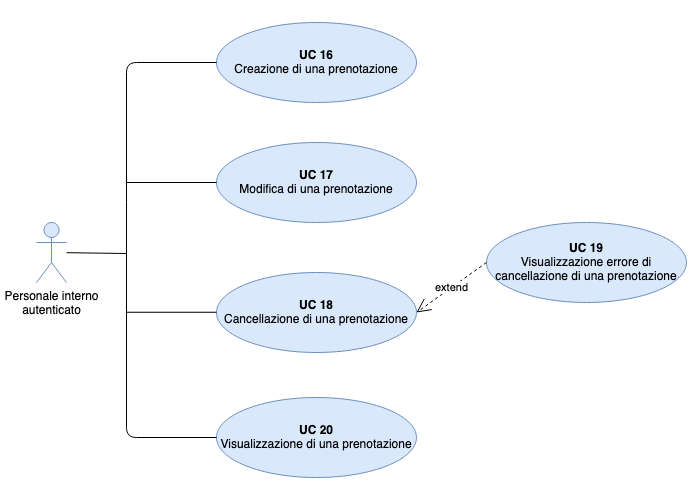 UC 16
Creazione di una prenotazione
UC 17
Modifica di una prenotazione
UC 19
Visualizzazione errore di
cancellazione di una prenotazione
extend
Personale interno
autenticato
UC 18
Cancellazione di una prenotazione
UC 20
Visualizzazione di una prenotazione